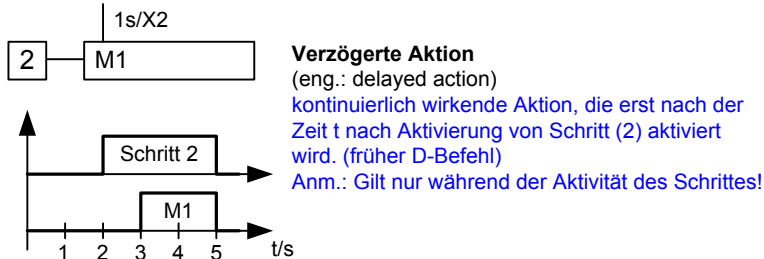 1s/X2
2
M1
Verzögerte Aktion
(eng.: delayed action)
kontinuierlich wirkende Aktion, die erst nach der
Zeit t nach Aktivierung von Schritt (2) aktiviert
wird. (früher D-Befehl)
Anm.: Gilt nur während der Aktivität des Schrittes!
Schritt 2
M1
1 2 3 4 5 t/s